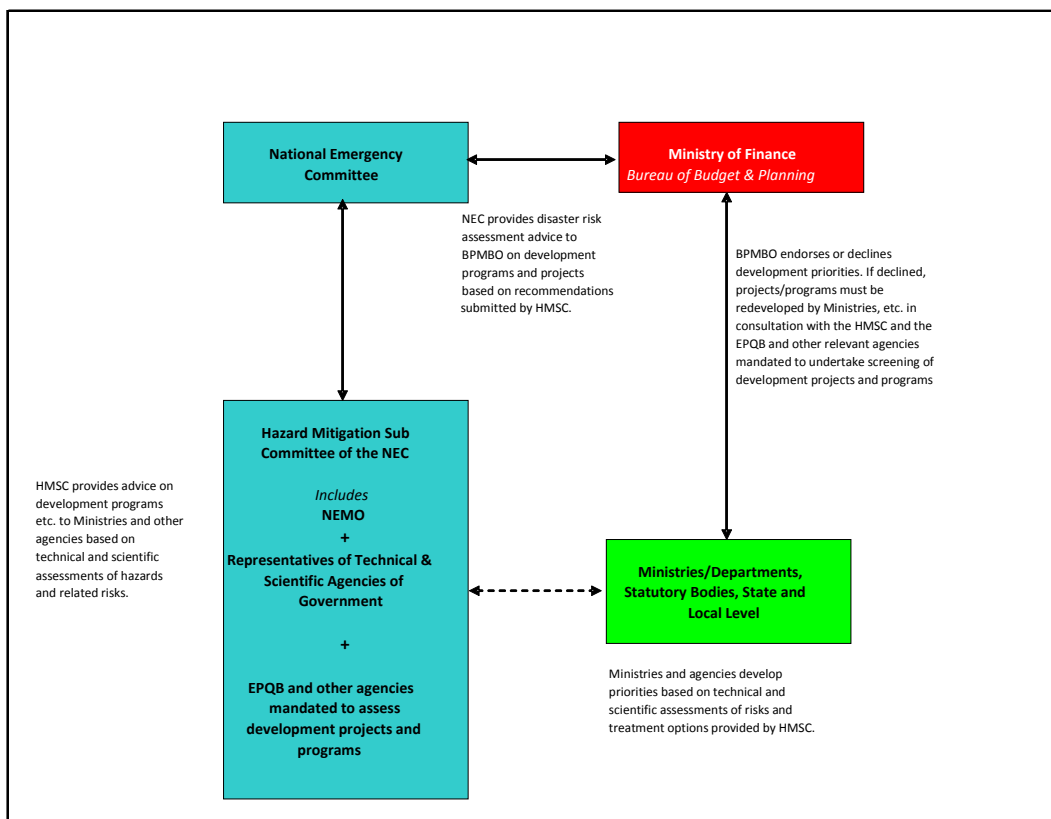 National Emergency
Committee
Ministry of Finance
Bureau of Budget & Planning
NEC provides disaster risk
assessment advice to
BPMBO on development
programs and projects
based on recommendations
submitted by HMSC.
BPMBO endorses or declines
development priorities. If declined,
projects/programs must be
redeveloped by Ministries, etc. in
consultation with the HMSC and the
EPQB and other relevant agencies
mandated to undertake screening of
development projects and programs
Hazard Mitigation Sub
Committee of the NEC
Includes
NEMO
+
Representatives of Technical &
Scientific Agencies of
Government
+
EPQB and other agencies
mandated to assess
development projects and
programs
HMSC provides advice on
development programs
etc. to Ministries and other
agencies based on
technical and scientific
assessments of hazards
and related risks.
Ministries/Departments,
Statutory Bodies, State and
Local Level
Ministries and agencies develop
priorities based on technical and
scientific assessments of risks and
treatment options provided by HMSC.